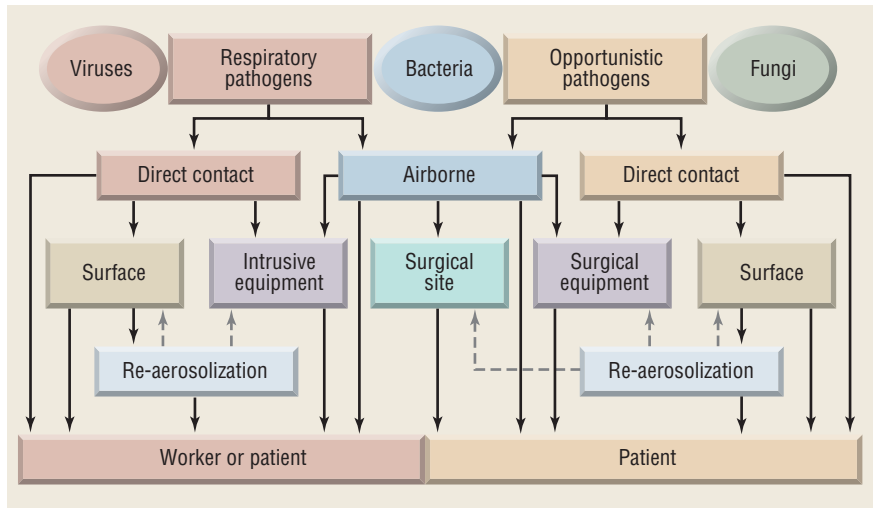 Viruses
Respiratory
pathogens
Bacteria
Opportunistic
pathogens
Fungi
Direct contact
Airborne
Direct contact
Surface
Intrusive
equipment
Surgical
site
Surgical
equipment
Surface
Re-aerosolization
Re-aerosolization
Worker or patient
Patient